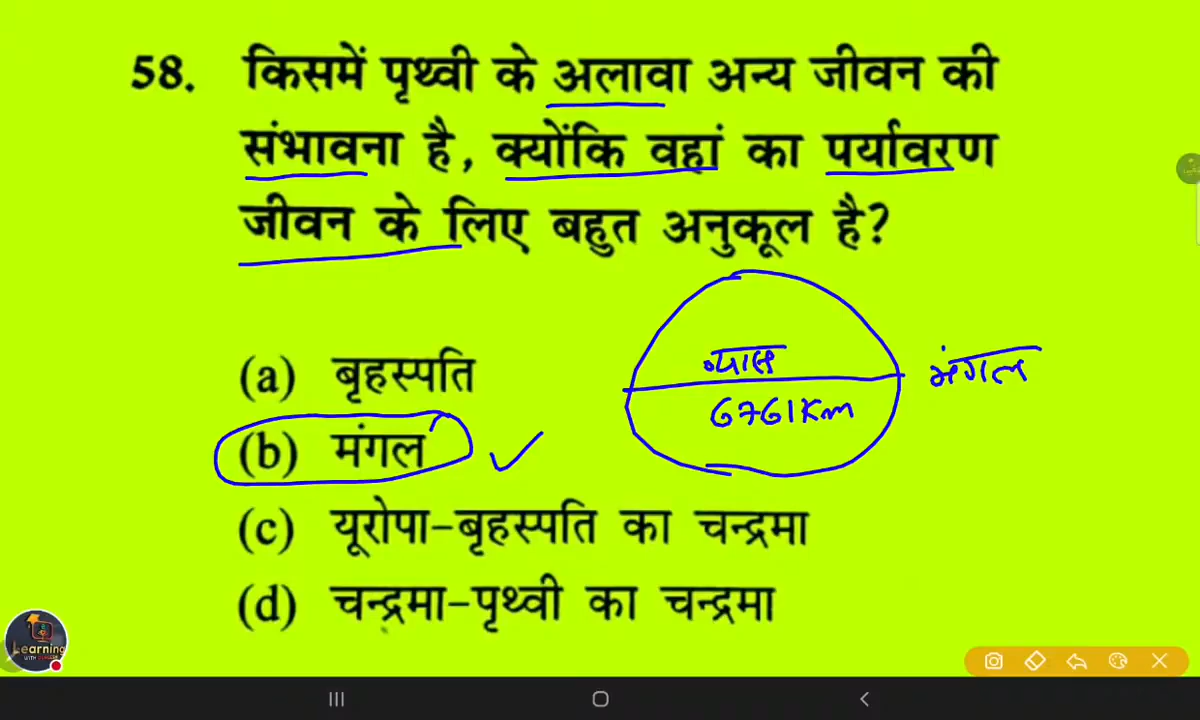 58. किसमें पृथ्वी के अलावा अन्य जीवन की
संभावना है, क्योंकि वहां का पर्यावरण
जीवन के लिए बहुत अनुकूल है?
(a) बृहस्पति
व्यास
6761Km
मंगल
(b) मंगल
(c) यूरोपा-बृहस्पति का चन्द्रमा
(d) चन्द्रमा-पृथ्वी का चन्द्रमा
Learning